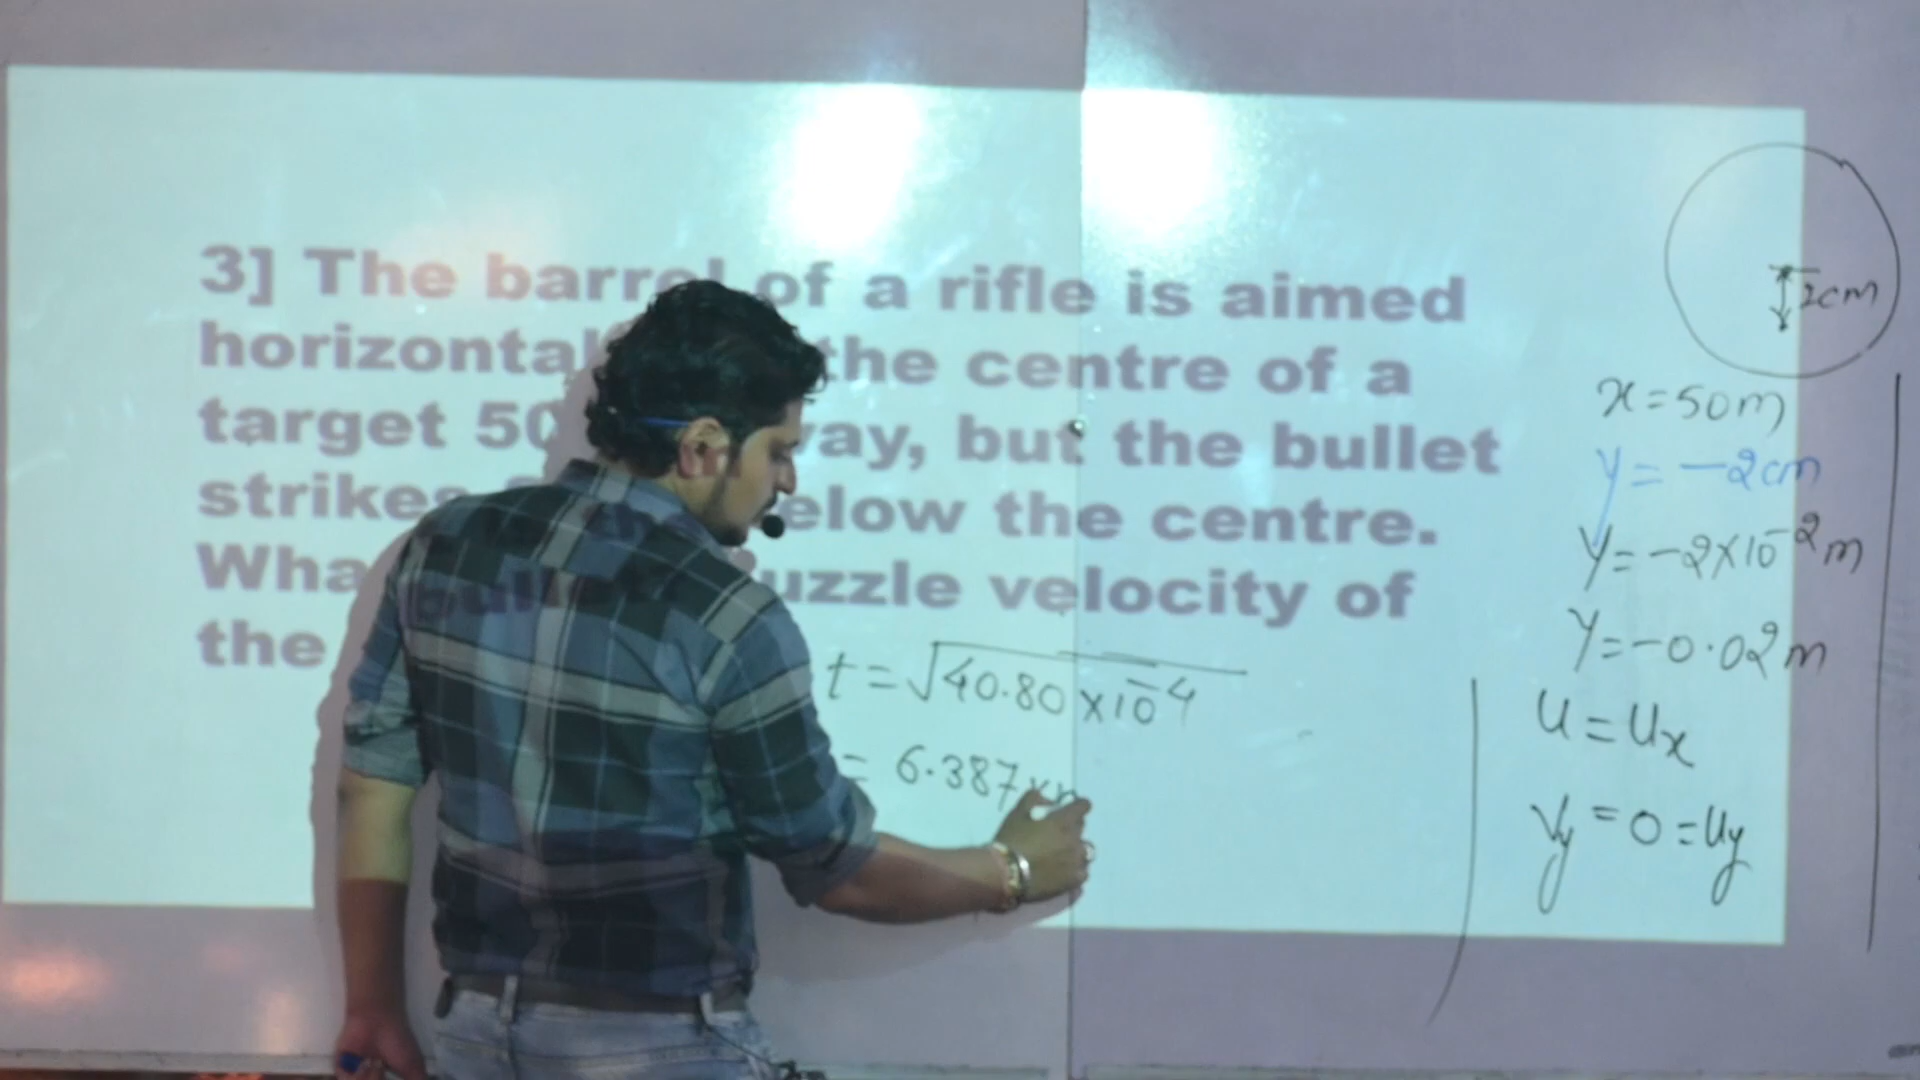 3] The barrel of a rifle is aimed
horizontal the centre of a
target 50 way, but the bullet
strikes elow the centre.
Wha uzzle velocity of
the
t = √40.80 × 10⁻⁴
= 6.387 ×
2cm
x = 50m
y = -2cm
y = -2×10⁻²m
y = -0.02m
u = ux
vy = 0 = uy